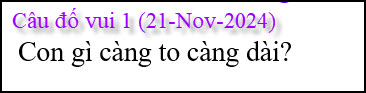 Câu đố vui 1 (21-Nov-2024)
Con gì càng to càng dài?